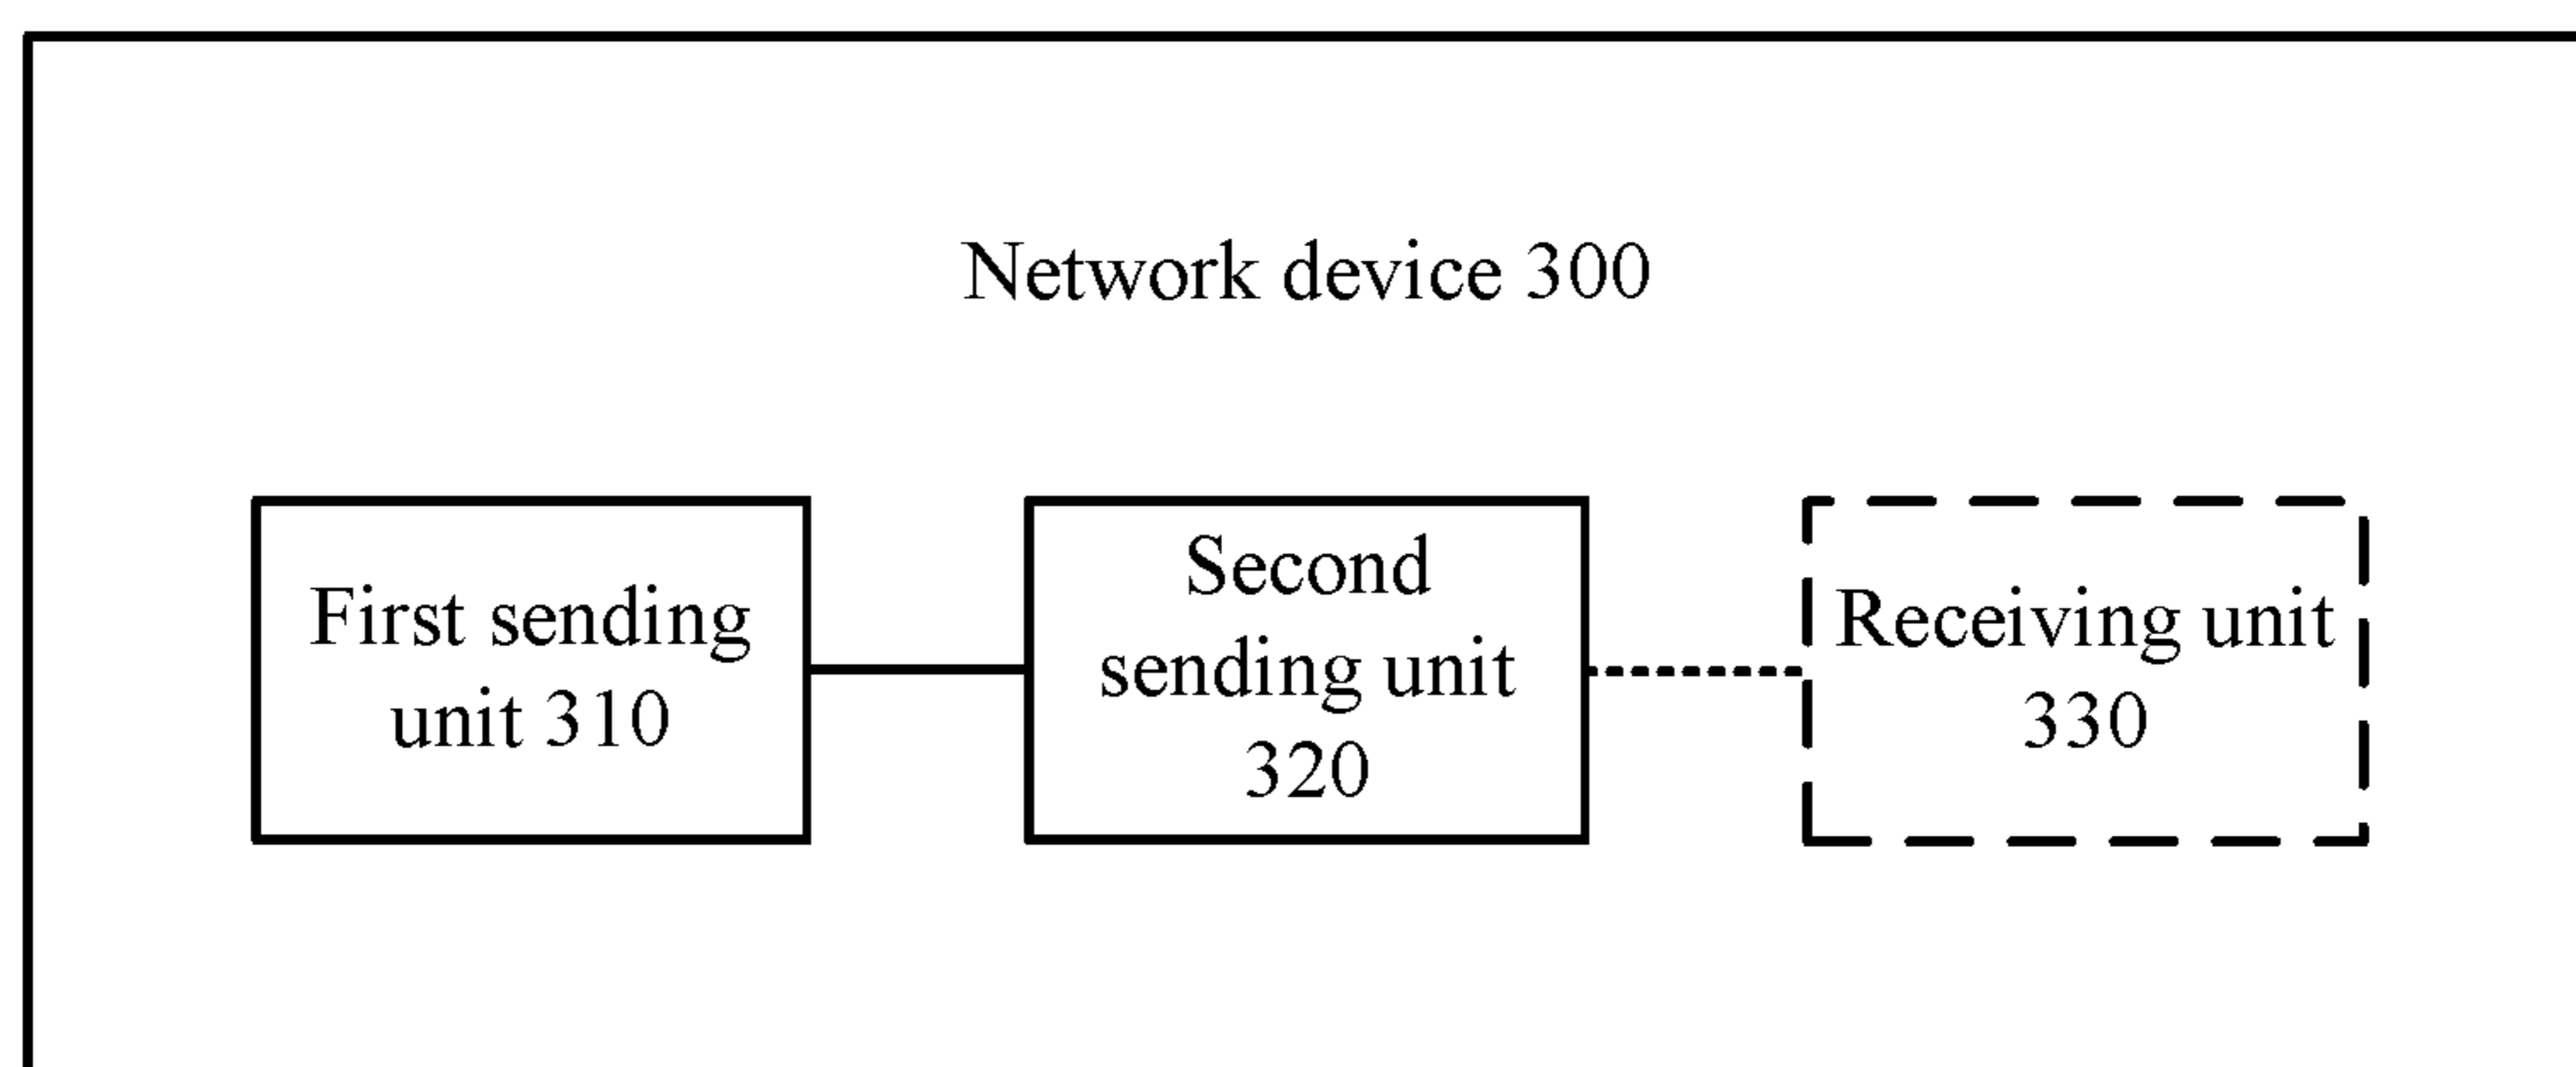 Network device 300
First sending
unit 310
Second
sending unit
320
Receiving unit
330